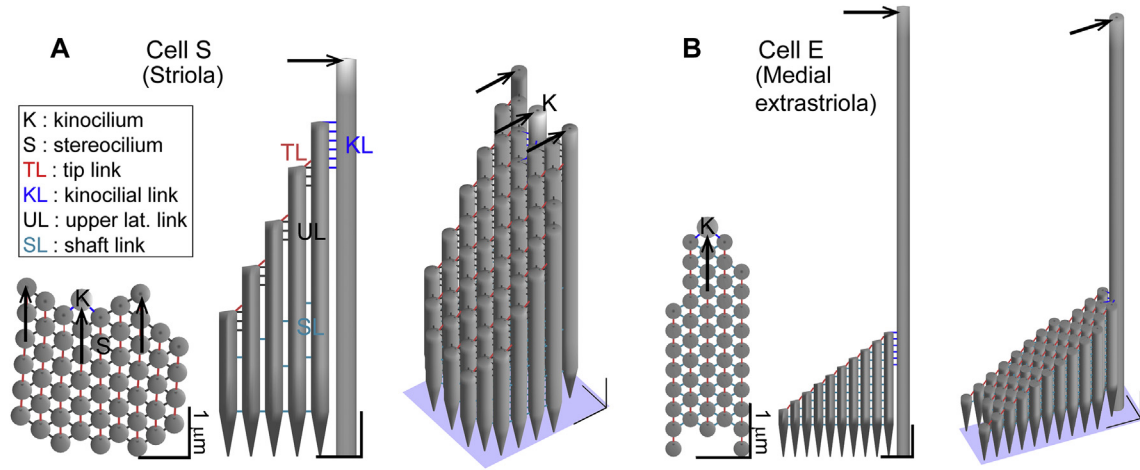 A
Cell S
(Striola)
K : kinocilium
S : stereocilium
TL : tip link
KL : kinocilial link
UL : upper lat. link
SL : shaft link
K
S
1 μm
TL
KL
UL
SL
K
B
Cell E
(Medial
extrastriola)
K
1 μm